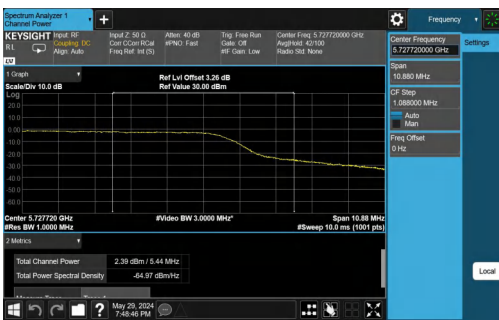 Spectrum Analyzer 1
Channel Power
+
Frequency
KEYSIGHT
Input: RF
Coupling: DC
Align: Auto
Input Z: 50 Ω
Corr CCorr RCal
Freq Ref: Int (S)
Atten: 40 dB
#PNO: Fast
Trig: Free Run
Gate: Off
#IF Gain: Low
Center Freq: 5.727720000 GHz
Avg|Hold: 42/100
Radio Std: None
RL
LXI
Center Frequency
5.727720000 GHz
Settings
Span
10.880 MHz
CF Step
1.088000 MHz
Auto
Man
Freq Offset
0 Hz
Local
1 Graph
Ref Lvl Offset 3.26 dB
Scale/Div 10.0 dB
Ref Value 30.00 dBm
Log
20.0
10.0
0.00
-10.0
-20.0
-30.0
-40.0
-50.0
-60.0
Center 5.727720 GHz
#Video BW 3.0000 MHz*
Span 10.88 MHz
#Res BW 1.0000 MHz
#Sweep 10.0 ms (1001 pts)
2 Metrics
Total Channel Power
2.39 dBm / 5.44 MHz
Total Power Spectral Density
-64.97 dBm/Hz
?
May 29, 2024
7:48:46 PM